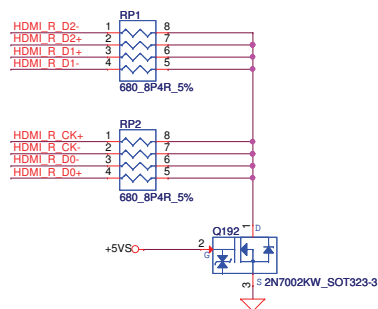 RP1
HDMI_R_D2- 1 8
HDMI_R_D2+ 2 7
HDMI_R_D1+ 3 6
HDMI_R_D1- 4 5
680_8P4R_5%
RP2
HDMI_R_CK+ 1 8
HDMI_R_CK- 2 7
HDMI_R_D0- 3 6
HDMI_R_D0+ 4 5
680_8P4R_5%
Q192 1 D
+5VS 2 G
3 S 2N7002KW_SOT323-3